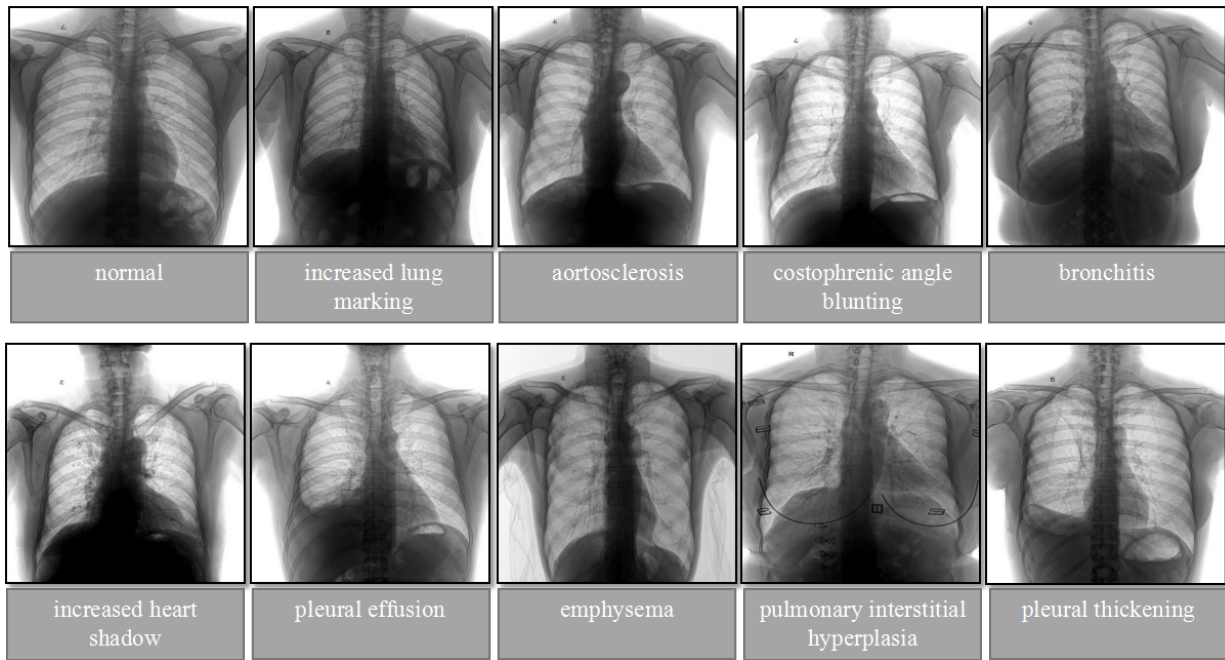 normal
increased lung
marking
aortosclerosis
costophrenic angle
blunting
bronchitis
increased heart
shadow
pleural effusion
emphysema
pulmonary interstitial
hyperplasia
pleural thickening